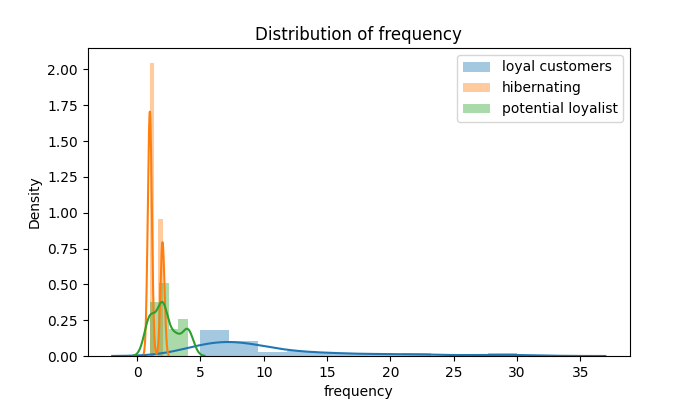 Distribution of frequency
loyal customers
hibernating
potential loyalist
Density
2.00
1.75
1.50
1.25
1.00
0.75
0.50
0.25
0.00
0 5 10 15 20 25 30 35
frequency